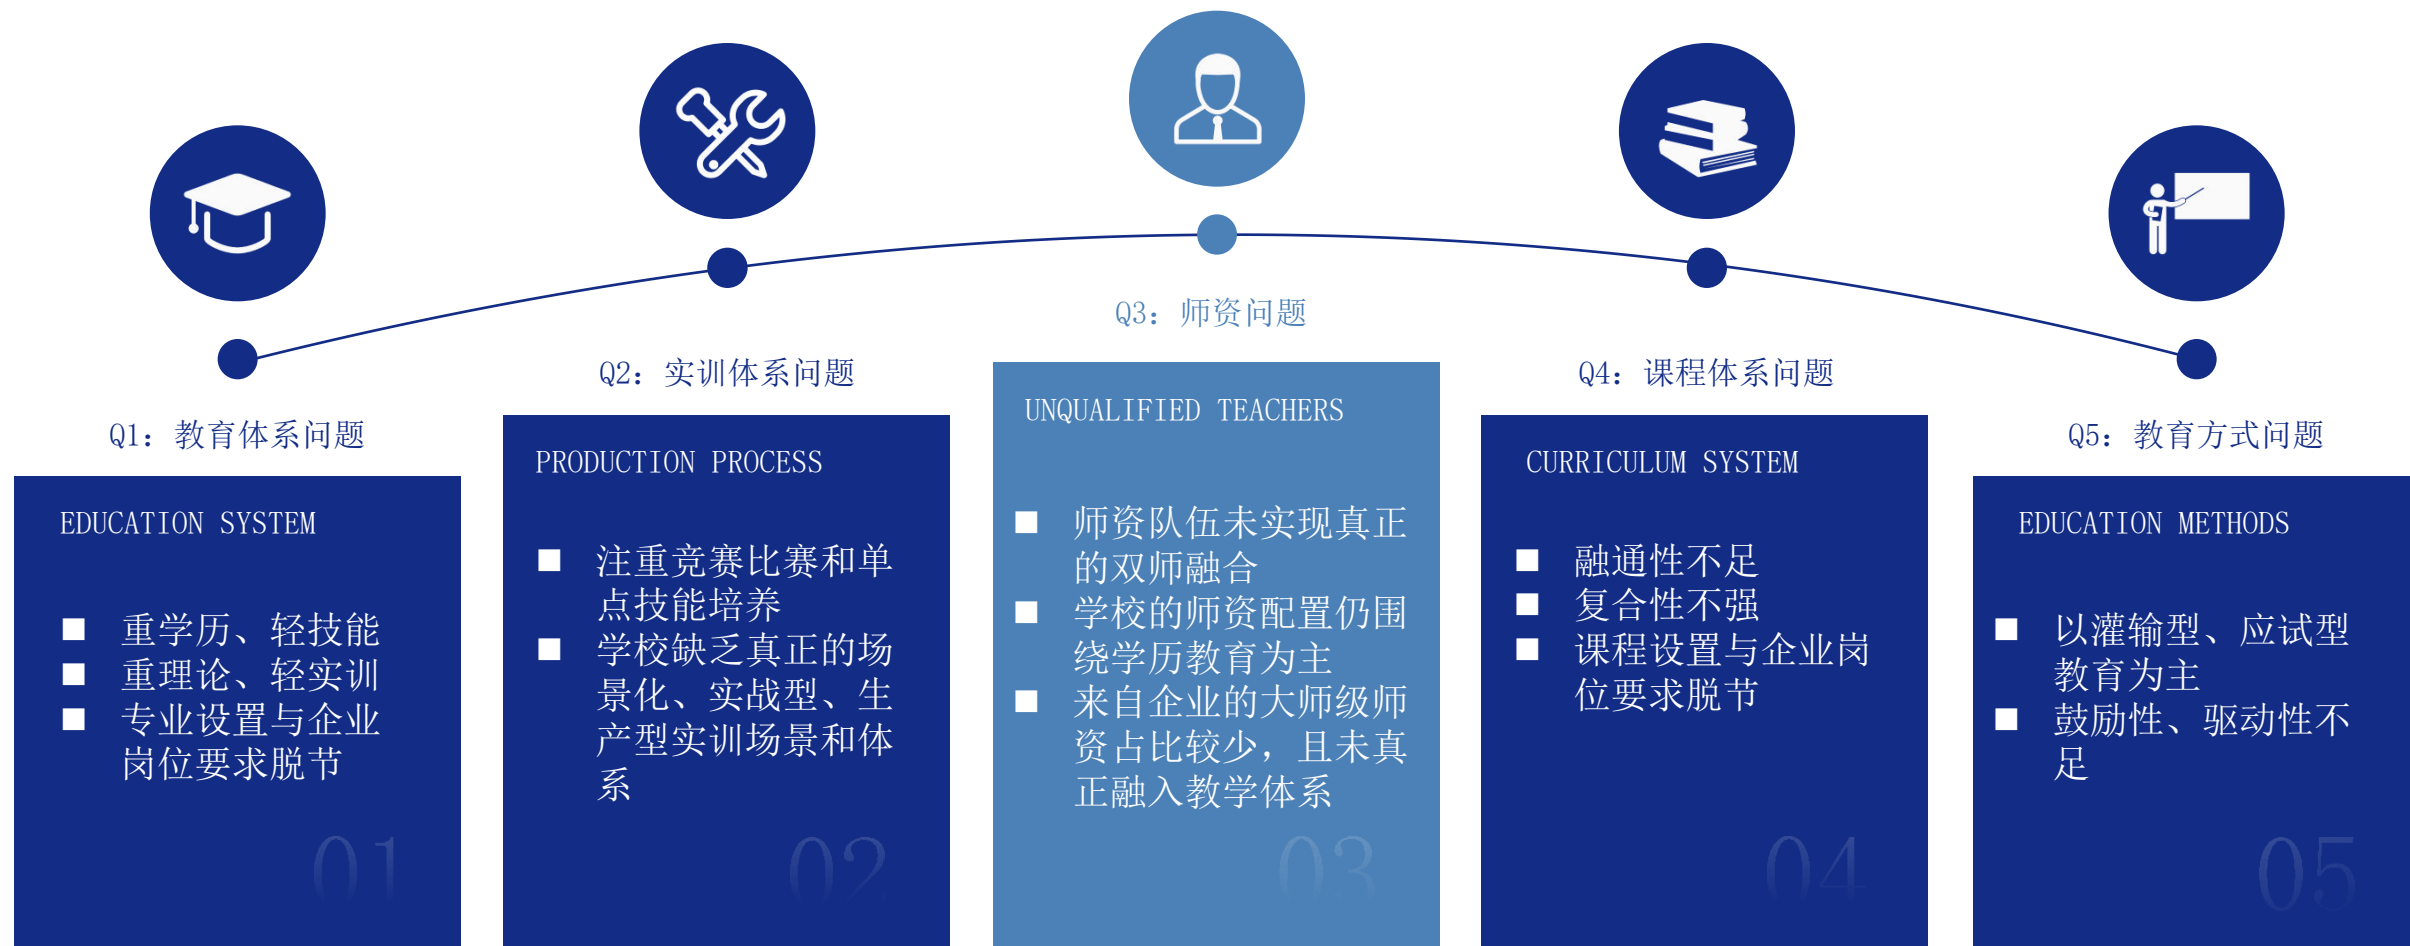 Q1：教育体系问题
EDUCATION SYSTEM
重学历、轻技能
重理论、轻实训
专业设置与企业
岗位要求脱节
01
Q2：实训体系问题
PRODUCTION PROCESS
注重竞赛比赛和单
点技能培养
学校缺乏真正的场
景化、实战型、生
产型实训场景和体
系
02
Q3：师资问题
UNQUALIFIED TEACHERS
师资队伍未实现真正
的双师融合
学校的师资配置仍围
绕学历教育为主
来自企业的大师级师
资占比较少，且未真
正融入教学体系
03
Q4：课程体系问题
CURRICULUM SYSTEM
融通性不足
复合性不强
课程设置与企业岗
位要求脱节
04
Q5：教育方式问题
EDUCATION METHODS
以灌输型、应试型
教育为主
鼓励性、驱动性不
足
05